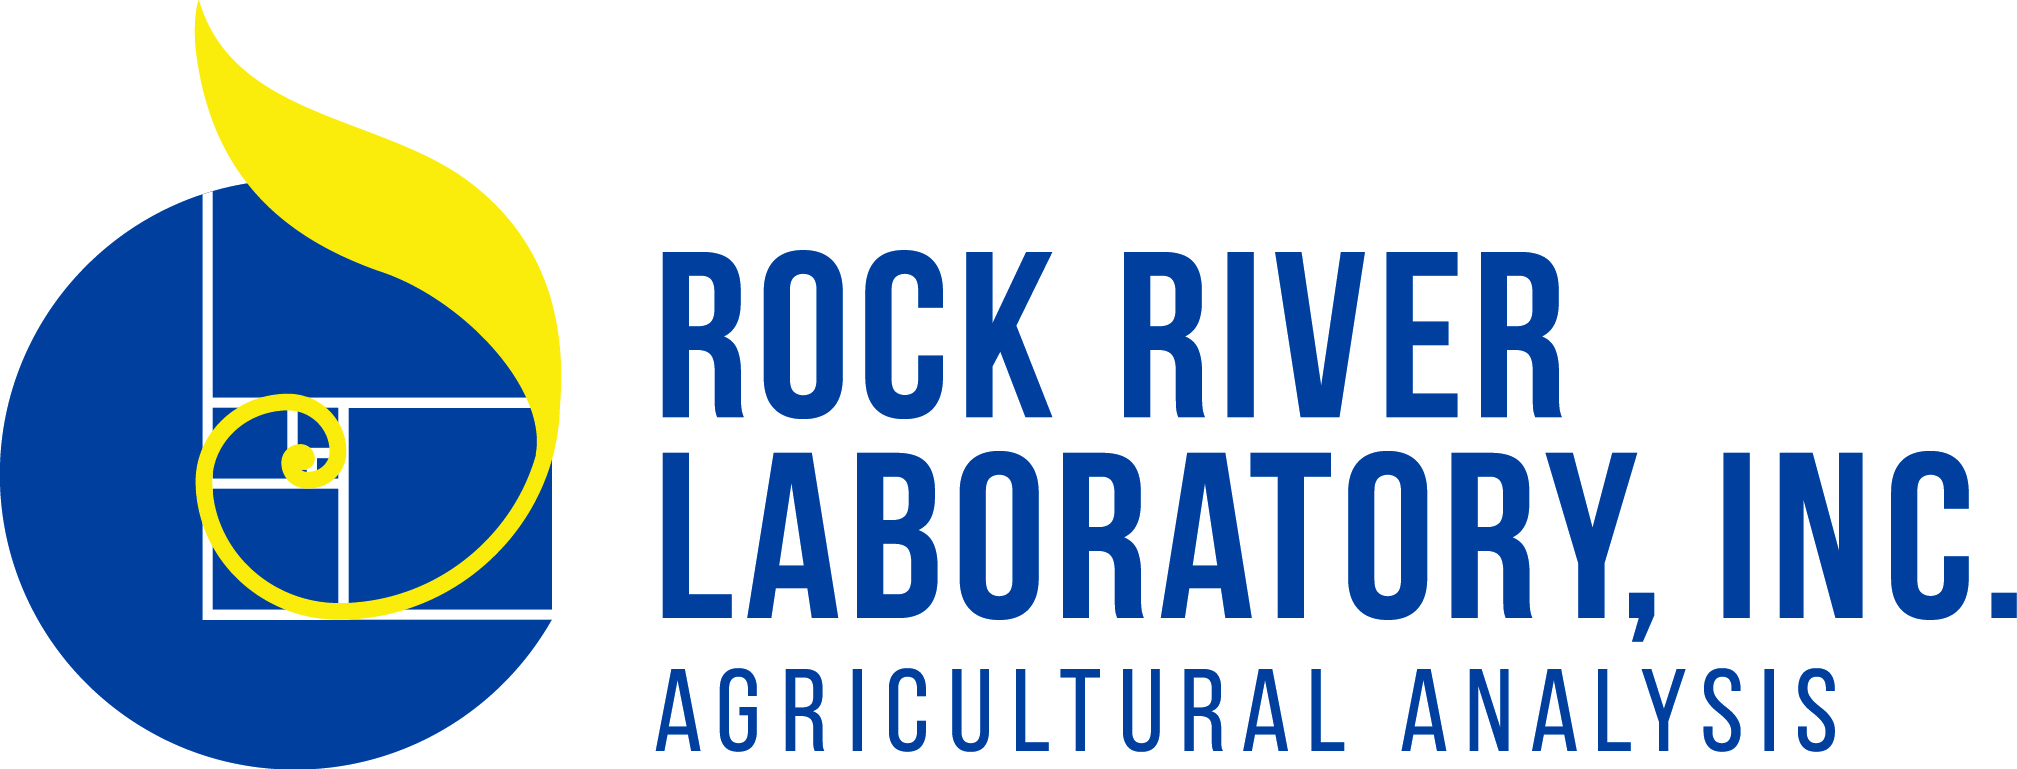 ROCK RIVER
LABORATORY, INC.
AGRICULTURAL ANALYSIS